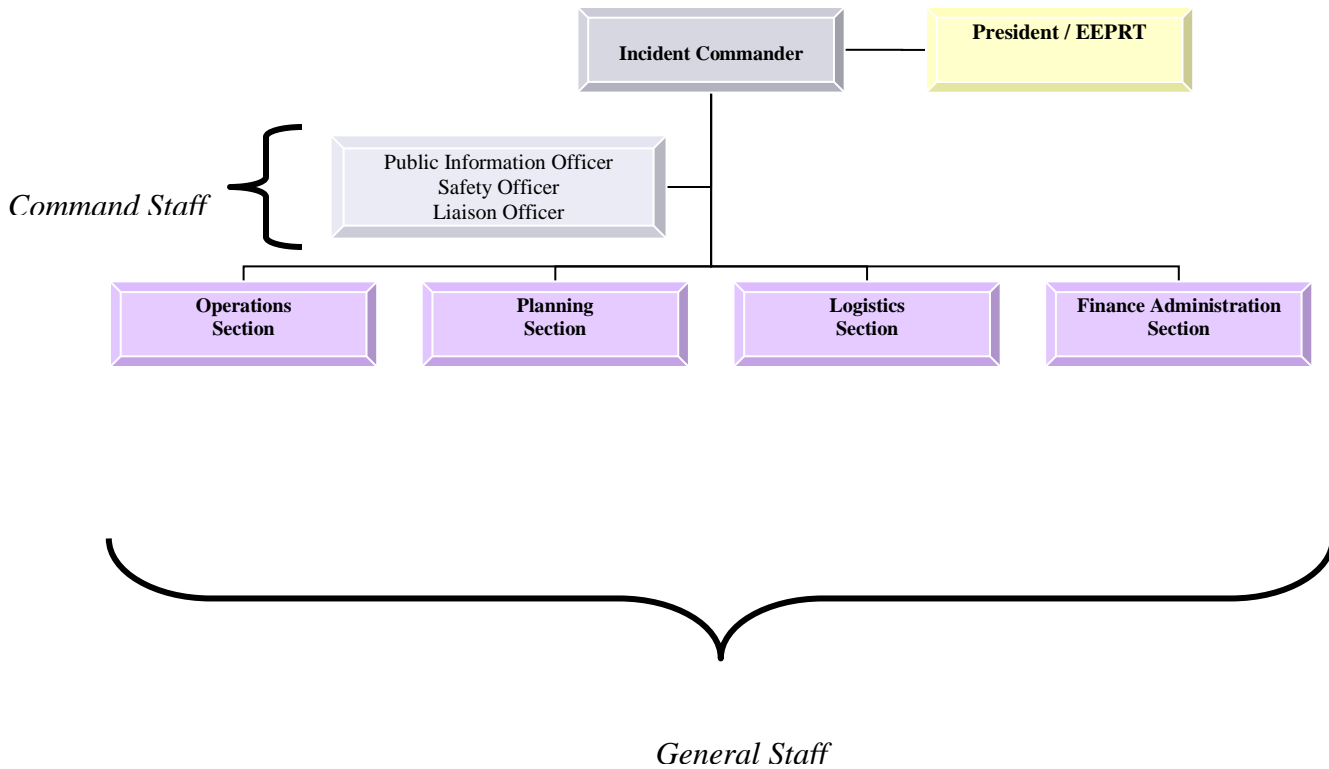 Incident Commander
President / EEPRT
Public Information Officer
Safety Officer
Liaison Officer
Command Staff
Operations
Section
Planning
Section
Logistics
Section
Finance Administration
Section
General Staff